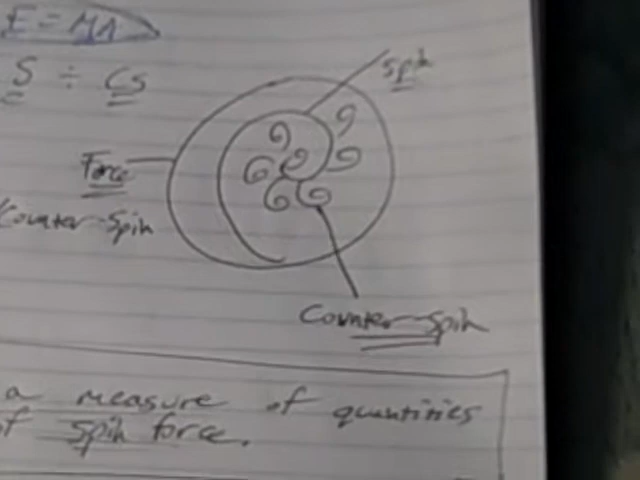 E = MA
S ÷ Cs
Spin
Force
Counter-Spin
Counter-Spin
a measure of quantities
of spin force.